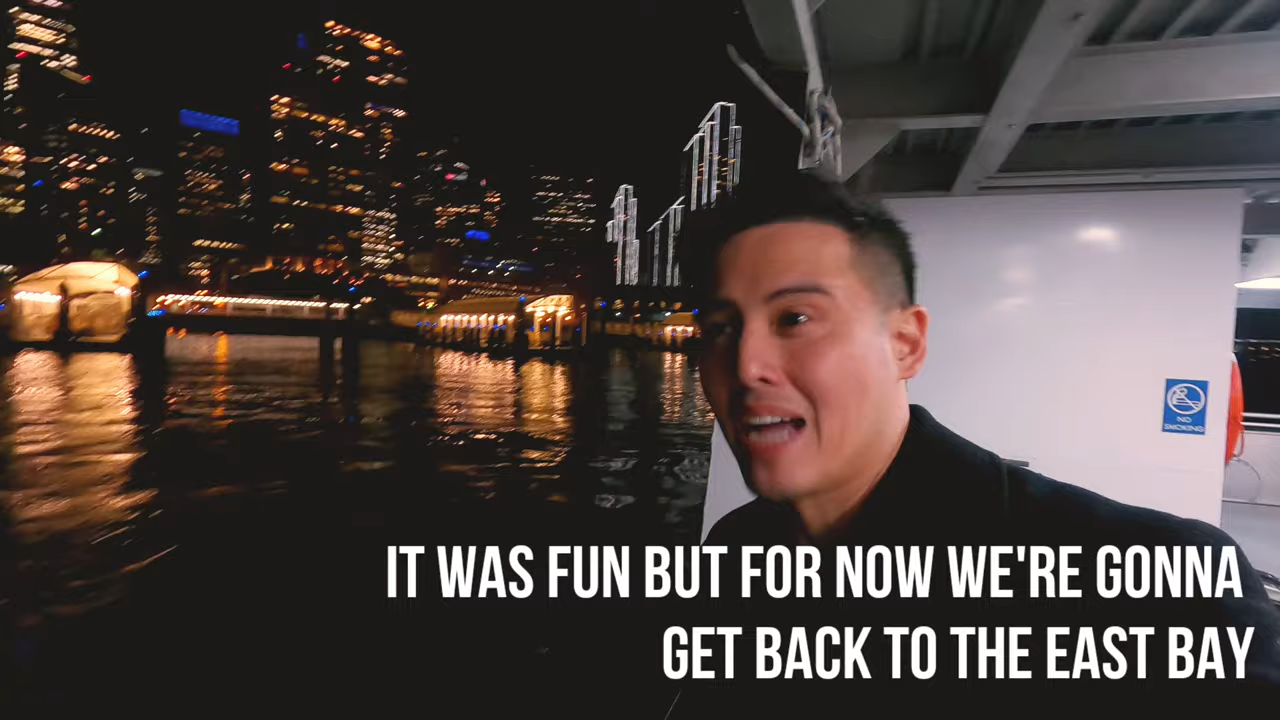 NO
SMOKING
IT WAS FUN BUT FOR NOW WE'RE GONNA
GET BACK TO THE EAST BAY